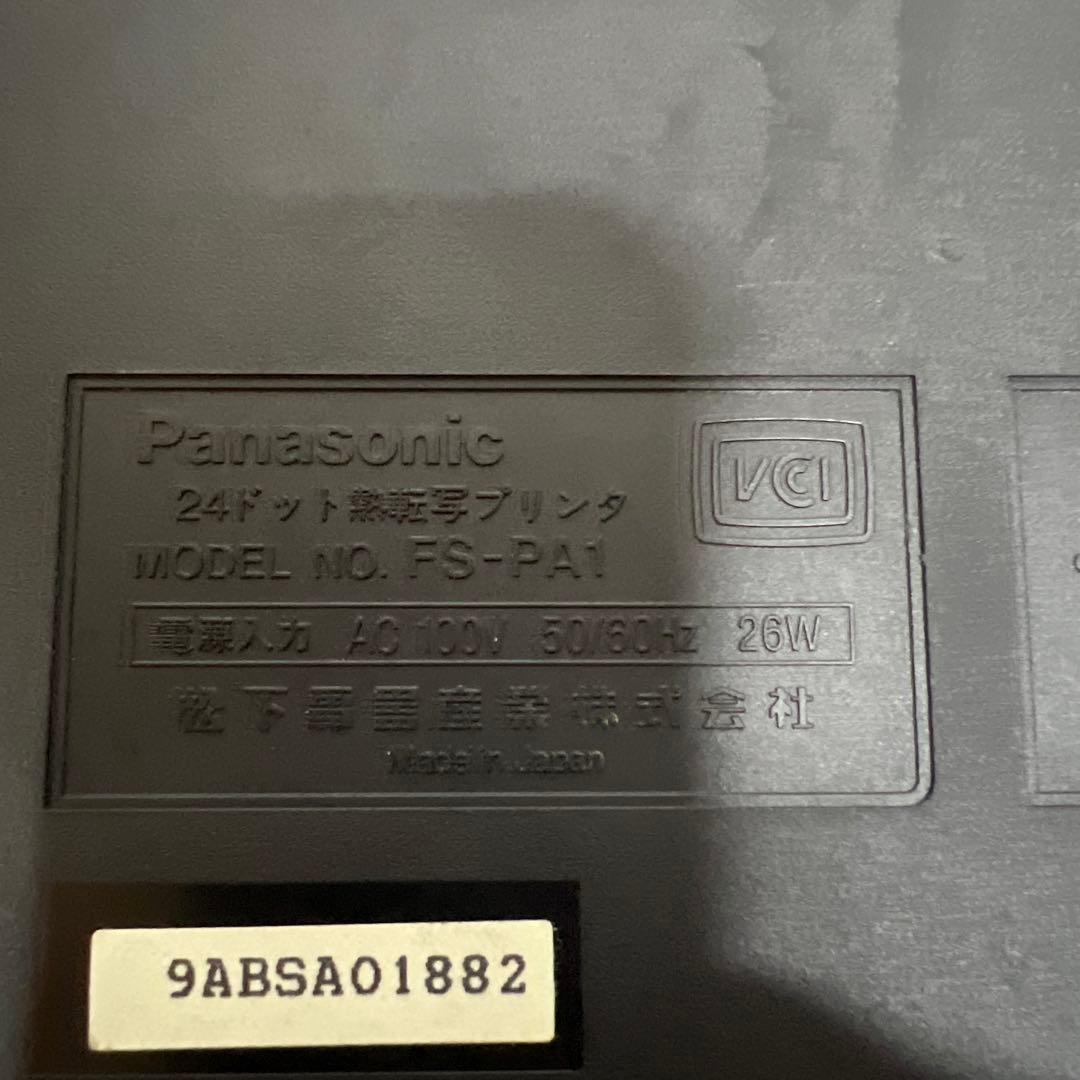 Panasonic
VCI
24ドット熱転写プリンタ
MODEL NO. FS-PA1
電源入力 AC 100V 50/60Hz 26W
松下電器産業株式会社
Made in Japan
9ABSA01882